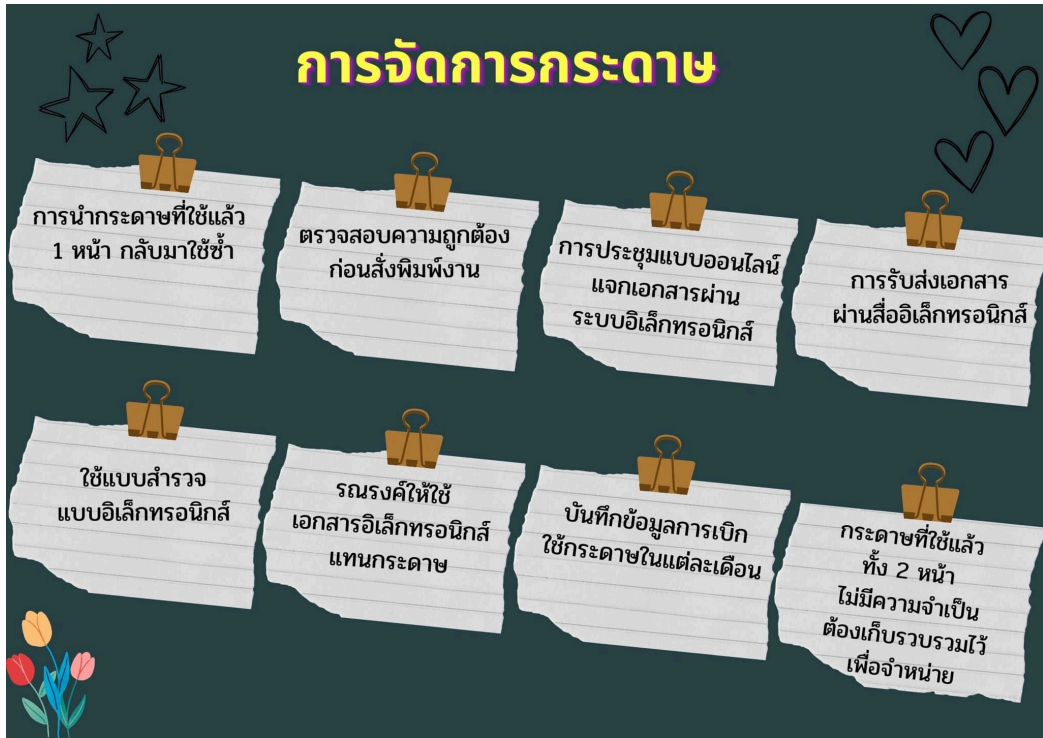 การจัดการกระดาษ
การนำกระดาษที่ใช้แล้ว
1 หน้า กลับมาใช้ซ้ำ
ตรวจสอบความถูกต้อง
ก่อนสั่งพิมพ์งาน
การประชุมแบบออนไลน์
แจกเอกสารผ่าน
ระบบอิเล็กทรอนิกส์
การรับส่งเอกสาร
ผ่านสื่ออิเล็กทรอนิกส์
ใช้แบบสำรวจ
แบบอิเล็กทรอนิกส์
รณรงค์ให้ใช้
เอกสารอิเล็กทรอนิกส์
แทนกระดาษ
บันทึกข้อมูลการเบิก
ใช้กระดาษในแต่ละเดือน
กระดาษที่ใช้แล้ว
ทั้ง 2 หน้า
ไม่มีความจำเป็น
ต้องเก็บรวบรวมไว้
เพื่อจำหน่าย